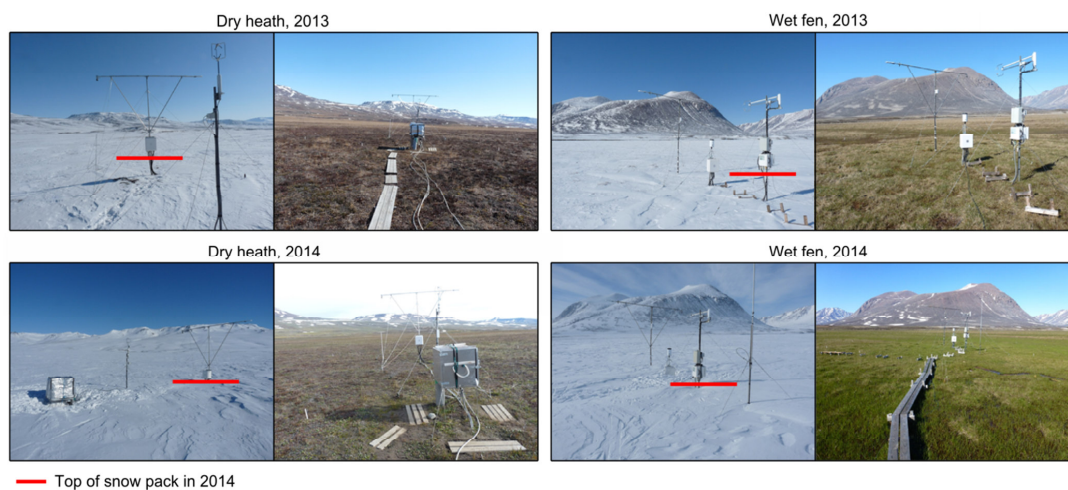 Dry heath, 2013
Wet fen, 2013
Dry heath, 2014
Wet fen, 2014
Top of snow pack in 2014